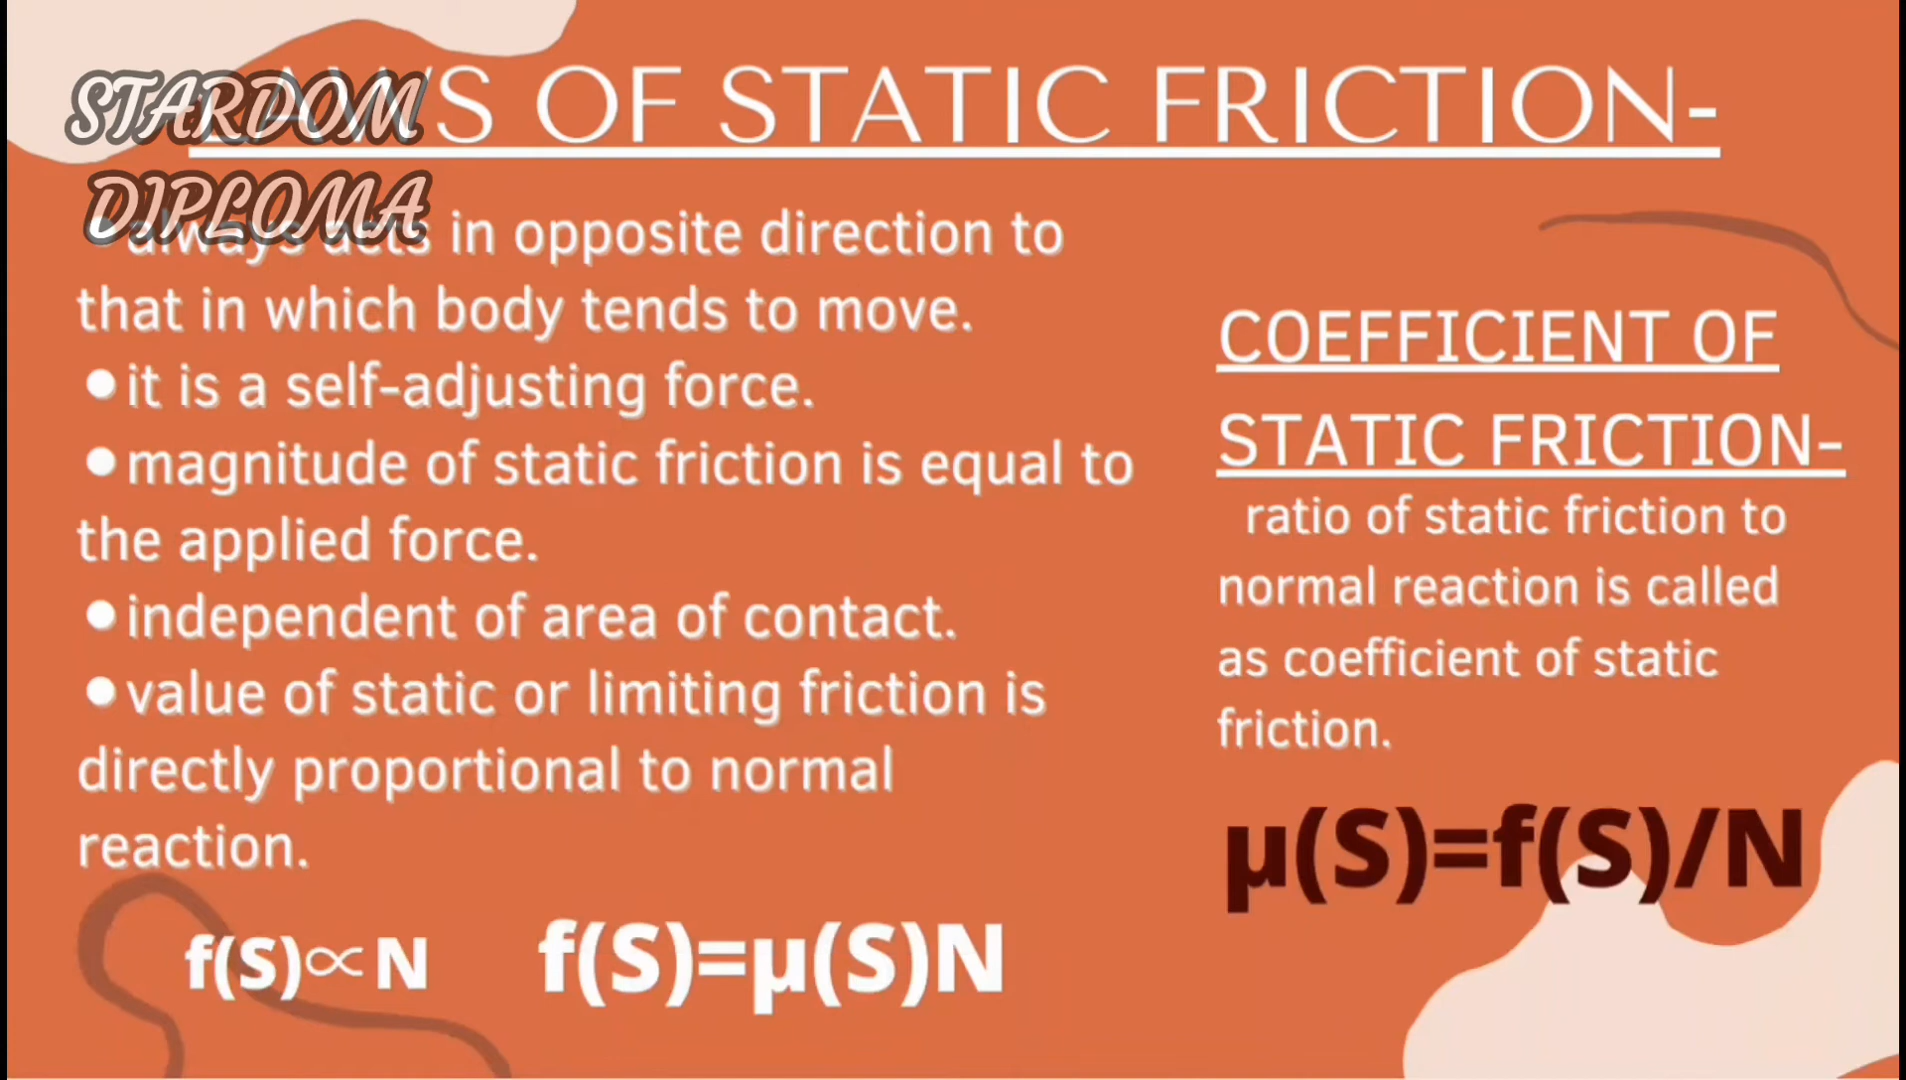 STARDOM
DIPLOMA
LAWS OF STATIC FRICTION-
●always acts in opposite direction to
that in which body tends to move.
●it is a self-adjusting force.
●magnitude of static friction is equal to
the applied force.
●independent of area of contact.
●value of static or limiting friction is
directly proportional to normal
reaction.
f(S)∝N
f(S)=μ(S)N
COEFFICIENT OF
STATIC FRICTION-
ratio of static friction to
normal reaction is called
as coefficient of static
friction.
μ(S)=f(S)/N